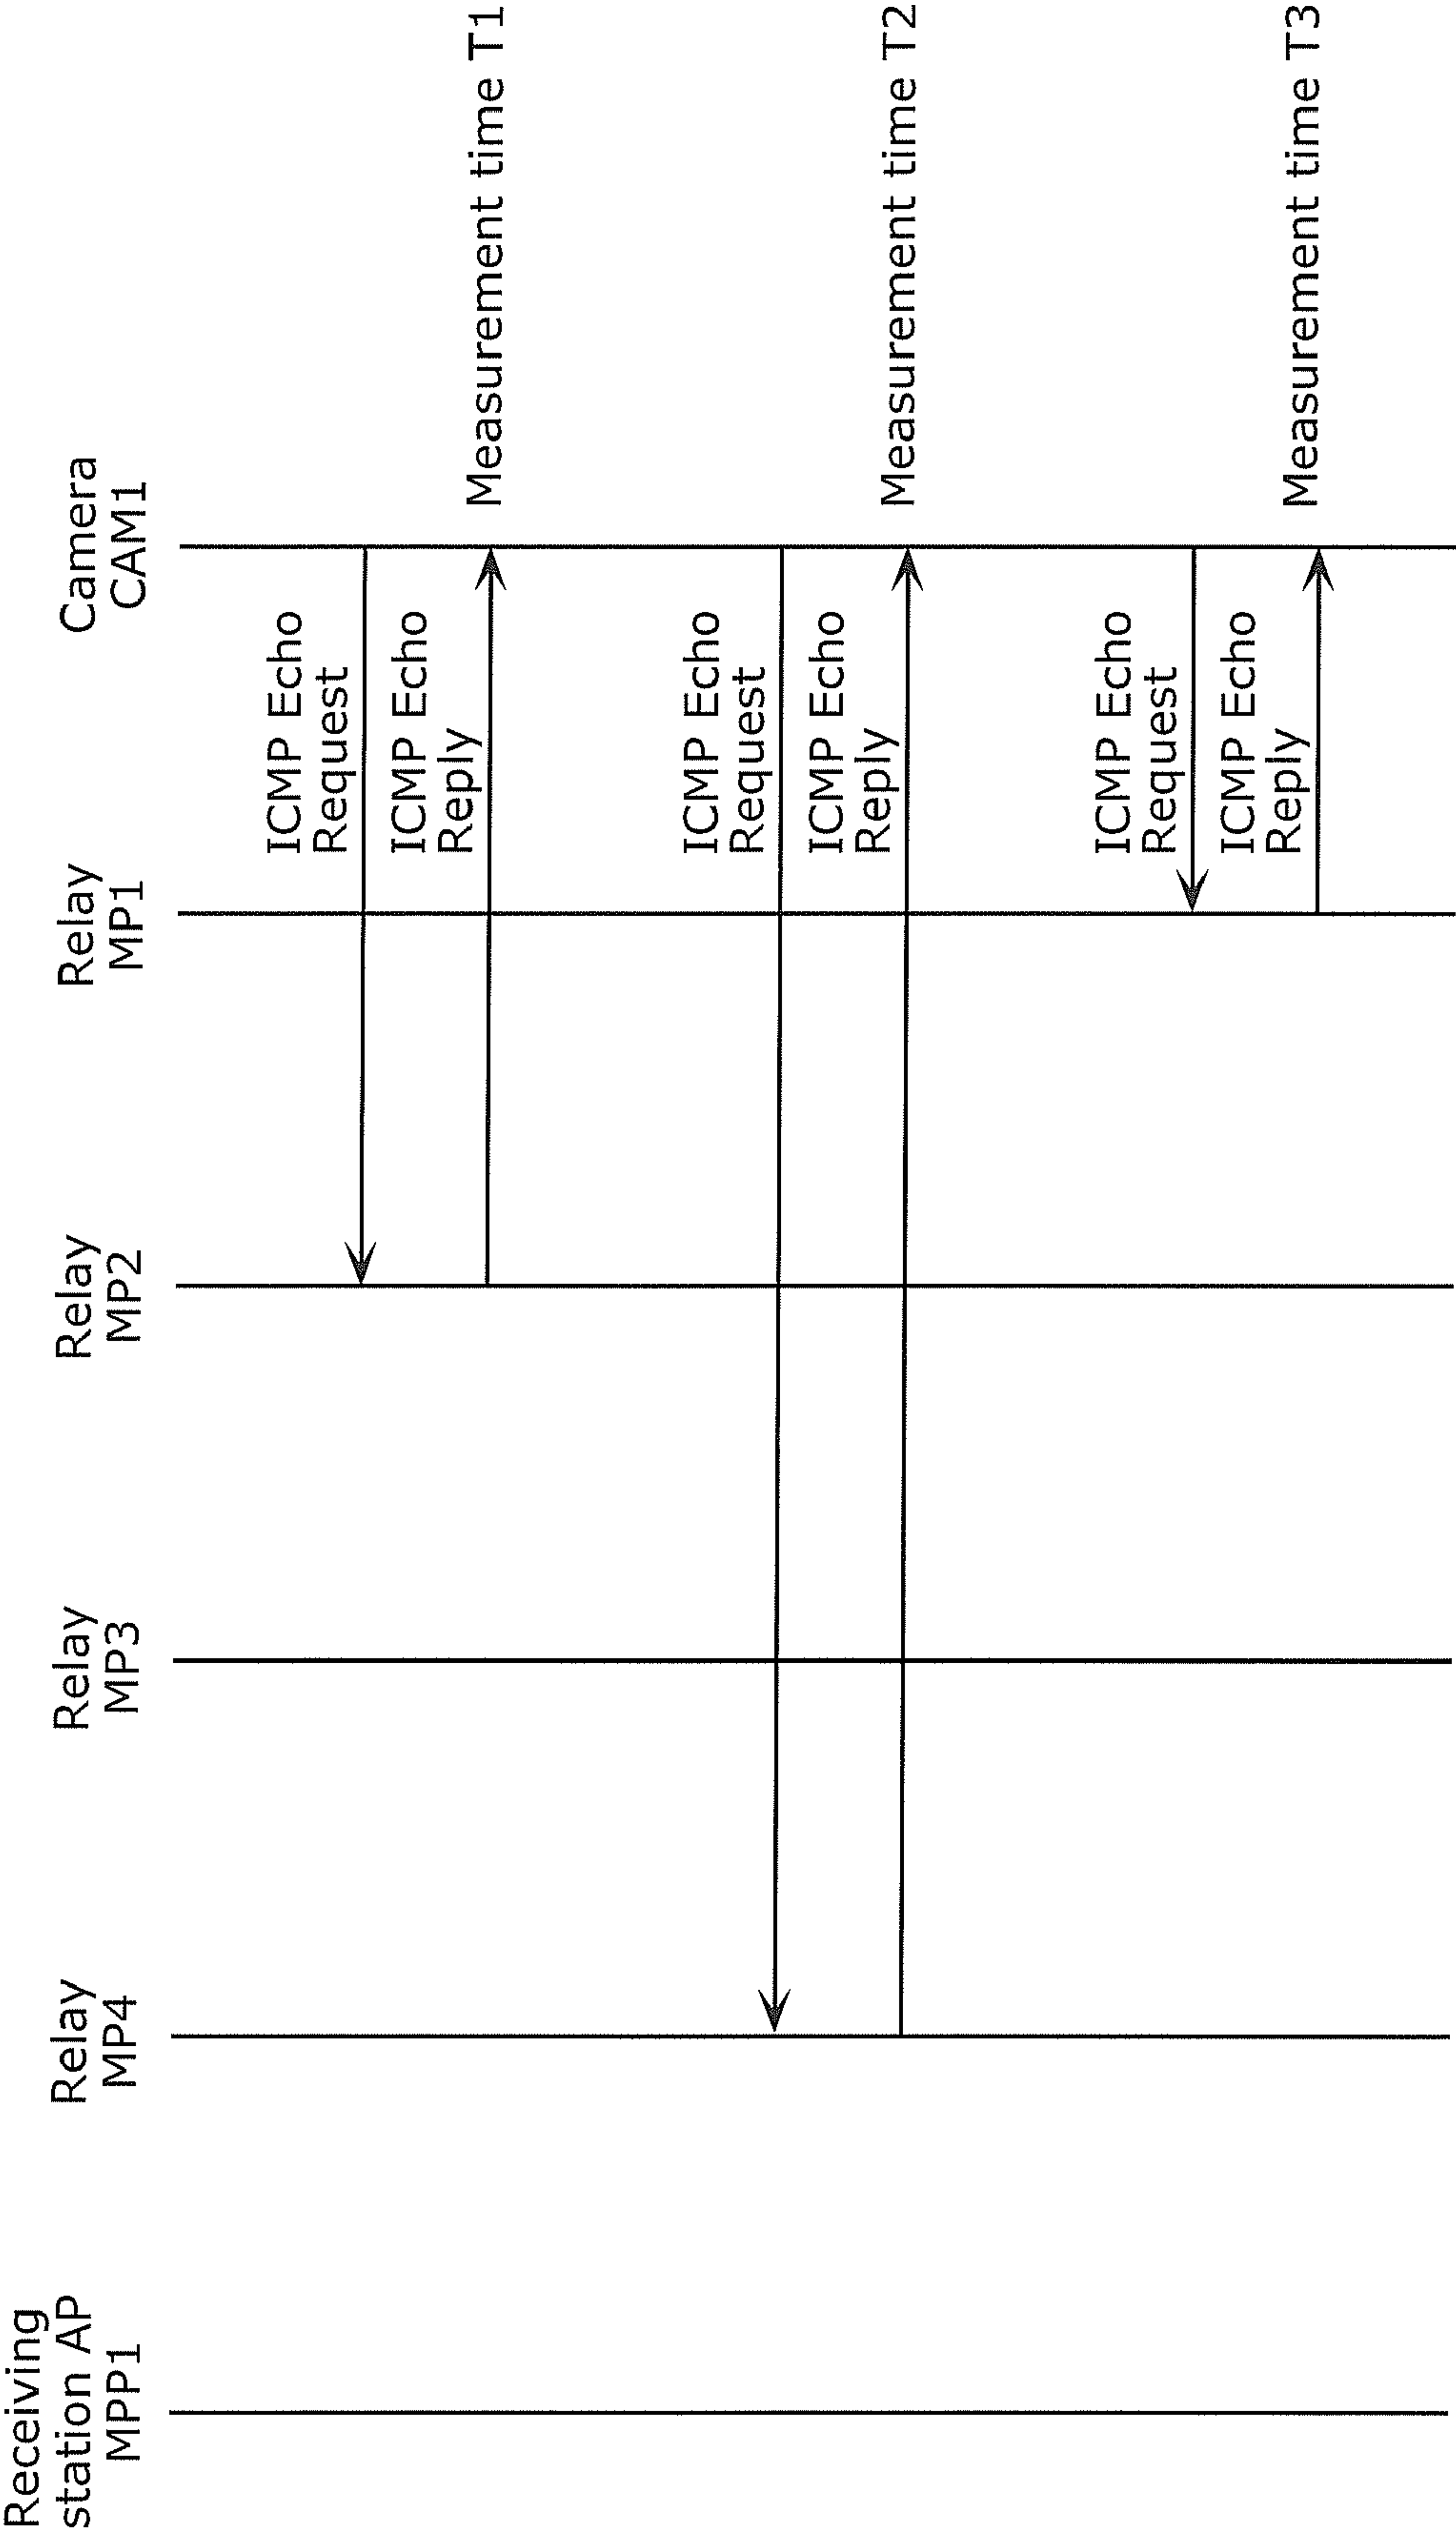 Receiving
station AP
MPP1
Relay
MP4
Relay
MP3
Relay
MP2
Relay
MP1
Camera
CAM1
ICMP Echo
Request
ICMP Echo
Reply
Measurement time T1
ICMP Echo
Request
ICMP Echo
Reply
Measurement time T2
ICMP Echo
Request
ICMP Echo
Reply
Measurement time T3